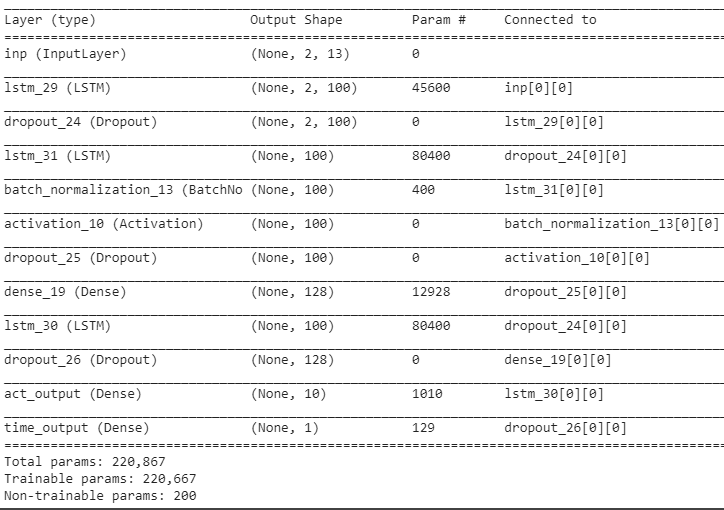 Layer (type) Output Shape Param # Connected to
==================================================================================================
inp (InputLayer) (None, 2, 13) 0
lstm_29 (LSTM) (None, 2, 100) 45600 inp[0][0]
dropout_24 (Dropout) (None, 2, 100) 0 lstm_29[0][0]
lstm_31 (LSTM) (None, 100) 80400 dropout_24[0][0]
batch_normalization_13 (BatchNo (None, 100) 400 lstm_31[0][0]
activation_10 (Activation) (None, 100) 0 batch_normalization_13[0][0]
dropout_25 (Dropout) (None, 100) 0 activation_10[0][0]
dense_19 (Dense) (None, 128) 12928 dropout_25[0][0]
lstm_30 (LSTM) (None, 100) 80400 dropout_24[0][0]
dropout_26 (Dropout) (None, 128) 0 dense_19[0][0]
act_output (Dense) (None, 10) 1010 lstm_30[0][0]
time_output (Dense) (None, 1) 129 dropout_26[0][0]
==================================================================================================
Total params: 220,867
Trainable params: 220,667
Non-trainable params: 200